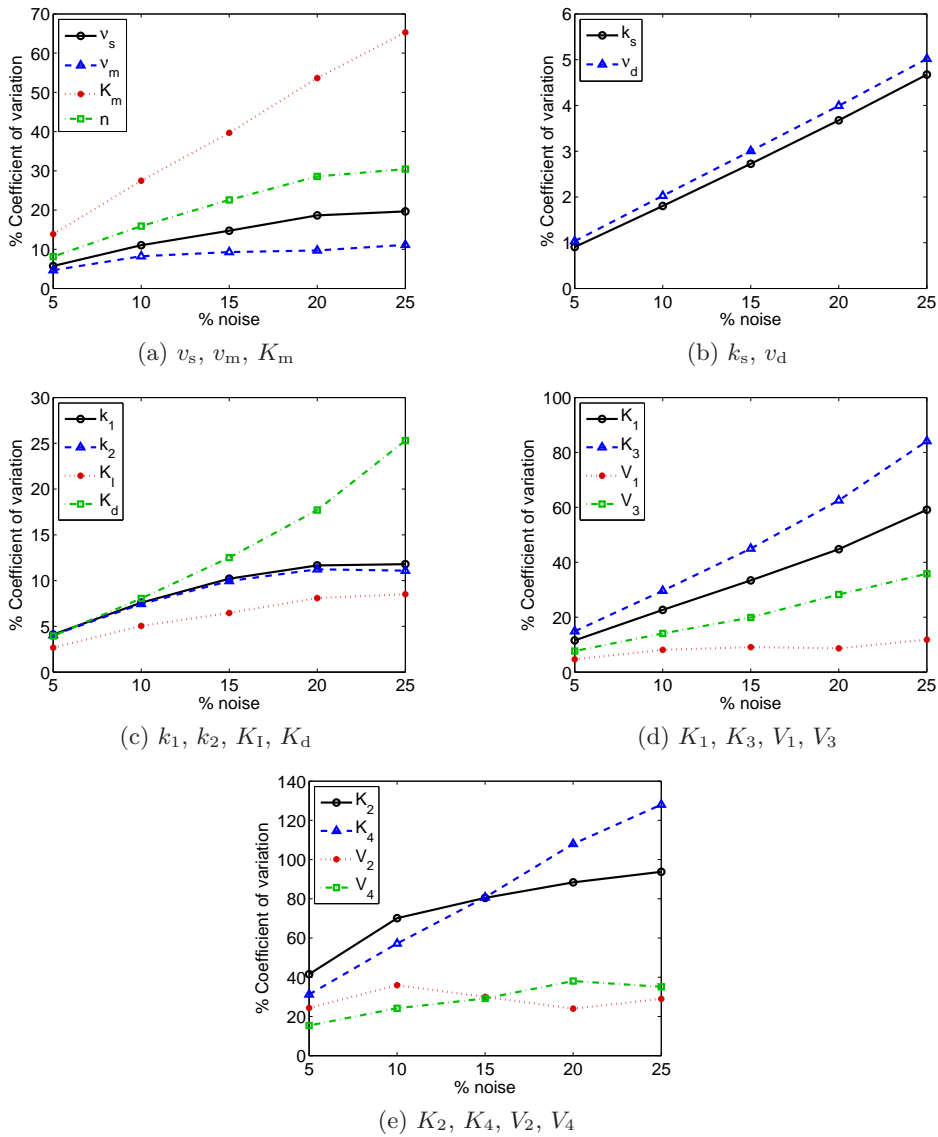 70
60
50
40
30
20
10
0
% Coefficient of variation
ν_s
ν_m
K_m
n
5 10 15 20 25
% noise
(a) v_s, v_m, K_m
6
5
4
3
2
1
0
% Coefficient of variation
k_s
ν_d
5 10 15 20 25
% noise
(b) k_s, v_d
30
25
20
15
10
5
0
% Coefficient of variation
k_1
k_2
K_I
K_d
5 10 15 20 25
% noise
(c) k_1, k_2, K_I, K_d
100
80
60
40
20
0
% Coefficient of variation
K_1
K_3
V_1
V_3
5 10 15 20 25
% noise
(d) K_1, K_3, V_1, V_3
140
120
100
80
60
40
20
0
% Coefficient of variation
K_2
K_4
V_2
V_4
5 10 15 20 25
% noise
(e) K_2, K_4, V_2, V_4